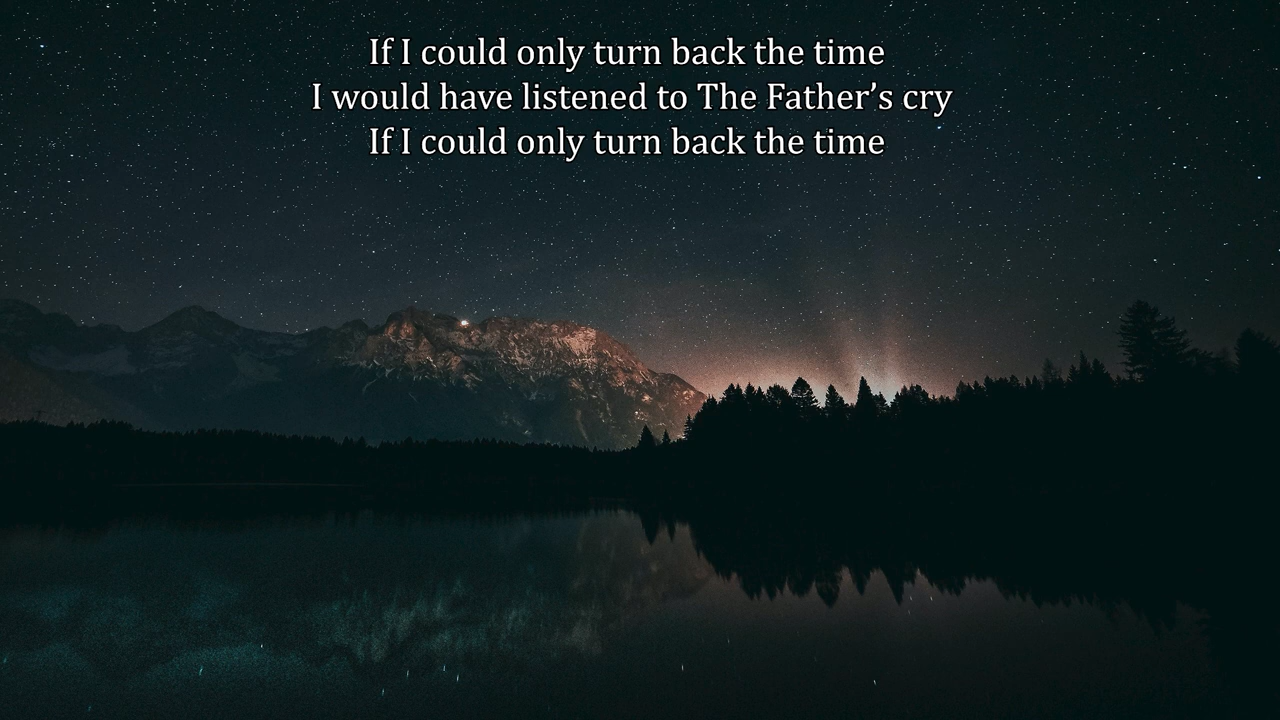 If I could only turn back the time
I would have listened to The Father’s cry
If I could only turn back the time